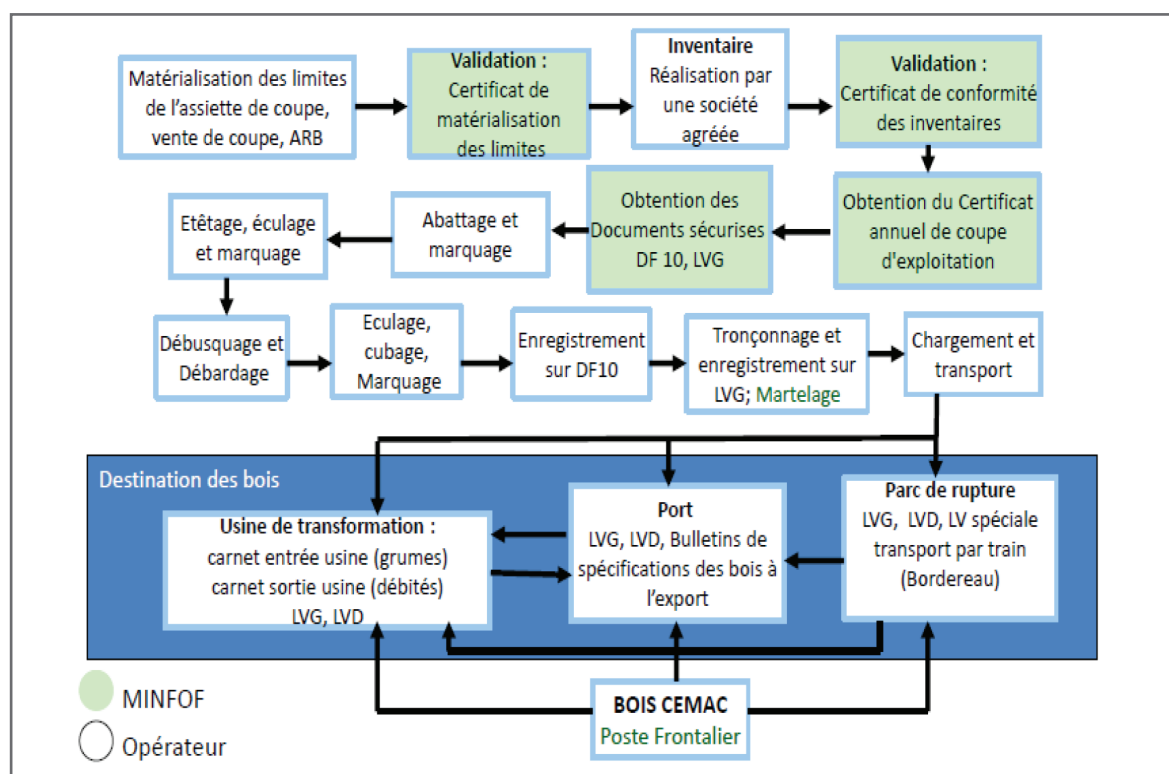 Matérialisation des limites
de l'assiette de coupe,
vente de coupe, ARB
Validation :
Certificat de
matérialisation
des limites
Inventaire
Réalisation par
une société
agréée
Validation :
Certificat de conformité
des inventaires
Obtention du Certificat
annuel de coupe
d'exploitation
Obtention des
Documents sécurises
DF 10, LVG
Abattage et
marquage
Etêtage, éculage
et marquage
Débusquage et
Débardage
Eculage,
cubage,
Marquage
Enregistrement
sur DF10
Tronçonnage et
enregistrement sur
LVG; Martelage
Chargement et
transport
Destination des bois
Usine de transformation :
carnet entrée usine (grumes)
carnet sortie usine (débités)
LVG, LVD
Port
LVG, LVD, Bulletins de
spécifications des bois à
l'export
Parc de rupture
LVG, LVD, LV spéciale
transport par train
(Bordereau)
BOIS CEMAC
Poste Frontalier
MINFOF
Opérateur